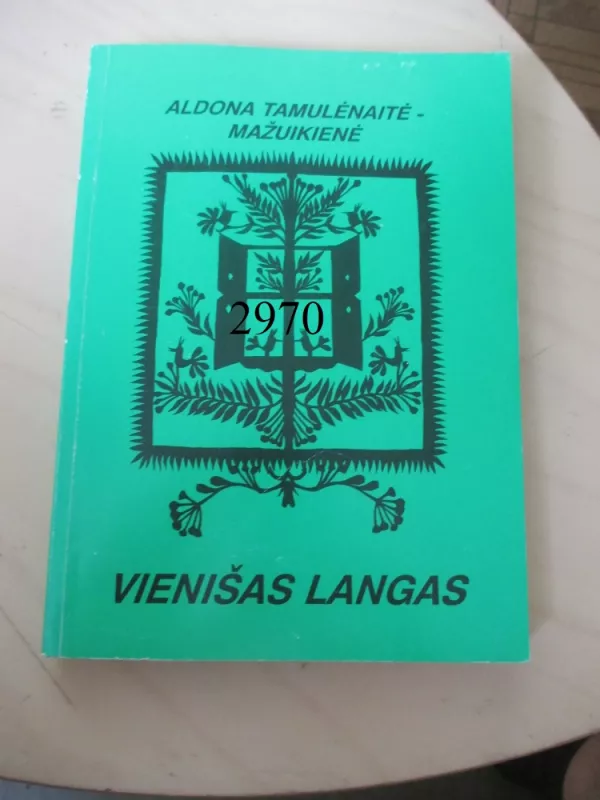 ALDONA TAMULĖNAITĖ -
MAŽUIKIENĖ
2970
VIENIŠAS LANGAS